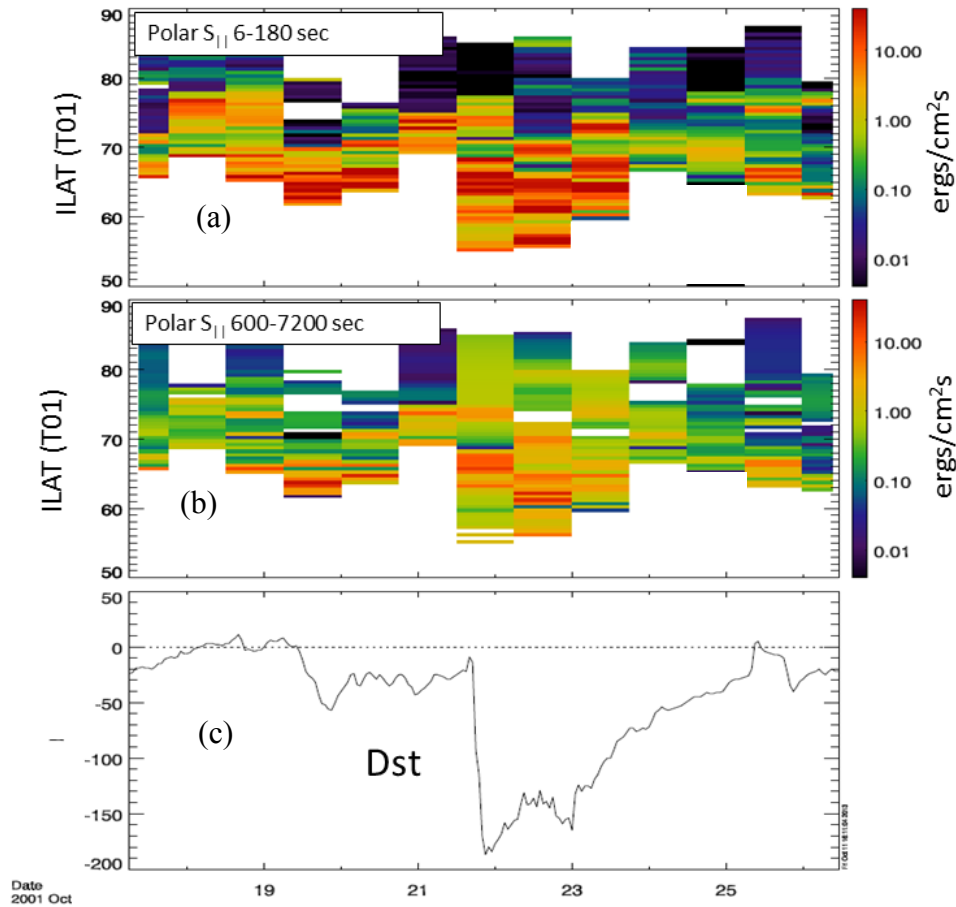 90
Polar S|| 6-180 sec
80
70
60
50
ILAT (T01)
(a)
10.00
1.00
0.10
0.01
ergs/cm²s
90
Polar S|| 600-7200 sec
80
70
60
50
ILAT (T01)
(b)
10.00
1.00
0.10
0.01
ergs/cm²s
50
0
-50
-100
-150
-200
(c)
Dst
19
21
23
25
Date
2001 Oct